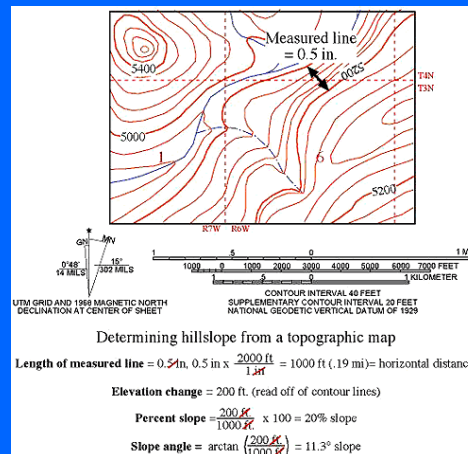 Measured line
= 0.5 in.
5400
5200
T4N
T3N
5000
1
6
5200
R7W R6W
GN MN
0°48'
14 MILS
15°
302 MILS
UTM GRID AND 1968 MAGNETIC NORTH
DECLINATION AT CENTER OF SHEET
1 .5 0 1 M
1000 0 1000 2000 3000 4000 5000 6000 7000 FEET
1 .5 0 1 KILOMETER
CONTOUR INTERVAL 40 FEET
SUPPLEMENTARY CONTOUR INTERVAL 20 FEET
NATIONAL GEODETIC VERTICAL DATUM OF 1929
Determining hillslope from a topographic map
Length of measured line = 0.5in, 0.5 in x 2000 ft / 1 in = 1000 ft (.19 mi)= horizontal distanc
Elevation change = 200 ft. (read off of contour lines)
Percent slope = 200 ft. / 1000 ft. x 100 = 20% slope
Slope angle = arctan (200 ft. / 1000 ft.) = 11.3° slope